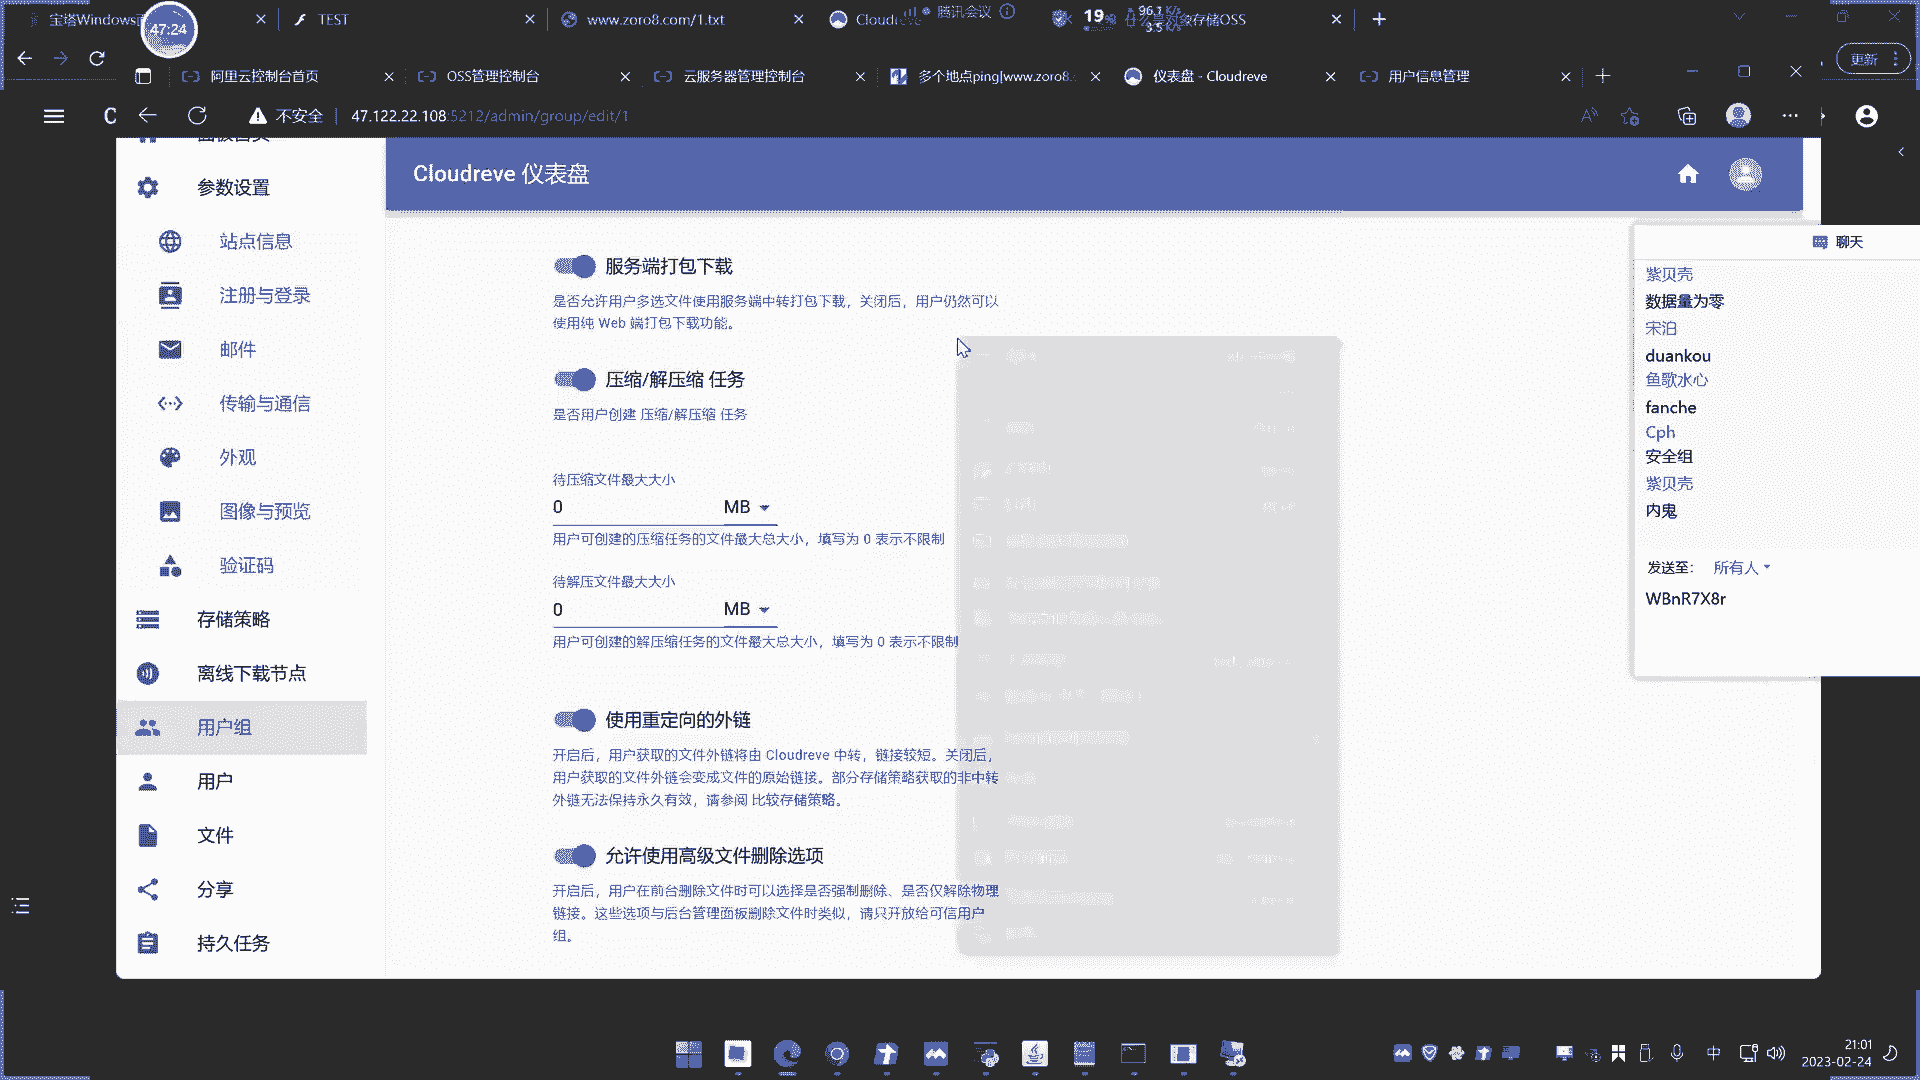 宝塔Windows
47:24
TEST
www.zoro8.com/1.txt
腾讯会议
19%
96.1 K/s
3.5 K/s
存储OSS
更新
阿里云控制台首页
OSS管理控制台
云服务器管理控制台
多个地点ping[www.zoro8.
仪表盘 - Cloudreve
用户信息管理
C
不安全
47.122.22.108:5212/admin/group/edit/1
Cloudreve 仪表盘
参数设置
站点信息
注册与登录
邮件
传输与通信
外观
图像与预览
验证码
存储策略
离线下载节点
用户组
用户
文件
分享
持久任务
服务端打包下载
是否允许用户多选文件使用服务端中转打包下载，关闭后，用户仍然可以
使用纯 Web 端打包下载功能。
压缩/解压缩 任务
是否用户创建 压缩/解压缩 任务
待压缩文件最大大小
0 MB
用户可创建的压缩任务的文件最大总大小，填写为 0 表示不限制
待解压文件最大大小
0 MB
用户可创建的解压缩任务的文件最大总大小，填写为 0 表示不限制
使用重定向的外链
开启后，用户获取的文件外链将由 Cloudreve 中转，链接较短。关闭后，
用户获取的文件外链会变成文件的原始链接。部分存储策略获取的非中转
外链无法保持永久有效，请参阅 比较存储策略。
允许使用高级文件删除选项
开启后，用户在前台删除文件时可以选择是否强制删除、是否仅解除物理
链接。这些选项与后台管理面板删除文件时类似，请只开放给可信用户
组。
聊天
紫贝壳
数据量为零
宋泊
duankou
鱼歌水心
fanche
Cph
安全组
紫贝壳
内鬼
发送至： 所有人
WBnR7X8r
中
21:01
2023-02-24